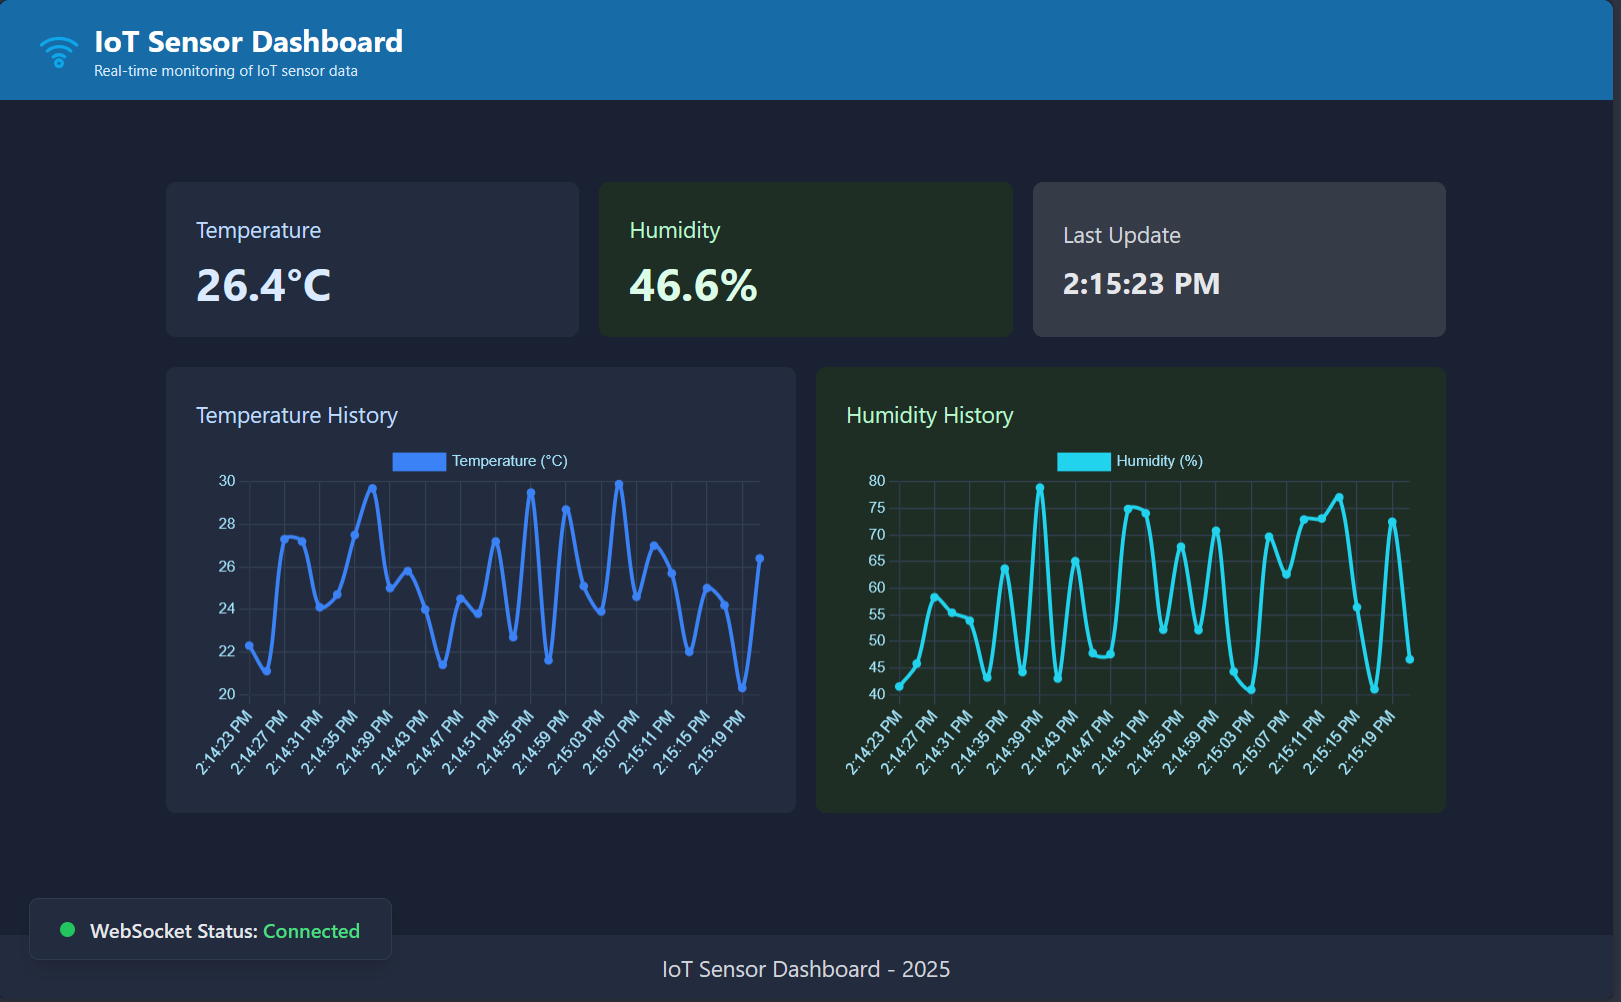 IoT Sensor Dashboard
Real-time monitoring of IoT sensor data
Temperature
26.4°C
Humidity
46.6%
Last Update
2:15:23 PM
Temperature History
Temperature (°C)
30
28
26
24
22
20
2:14:23 PM
2:14:27 PM
2:14:31 PM
2:14:35 PM
2:14:39 PM
2:14:43 PM
2:14:47 PM
2:14:51 PM
2:14:55 PM
2:14:59 PM
2:15:03 PM
2:15:07 PM
2:15:11 PM
2:15:15 PM
2:15:19 PM
Humidity History
Humidity (%)
80
75
70
65
60
55
50
45
40
2:14:23 PM
2:14:27 PM
2:14:31 PM
2:14:35 PM
2:14:39 PM
2:14:43 PM
2:14:47 PM
2:14:51 PM
2:14:55 PM
2:14:59 PM
2:15:03 PM
2:15:07 PM
2:15:11 PM
2:15:15 PM
2:15:19 PM
WebSocket Status: Connected
IoT Sensor Dashboard - 2025